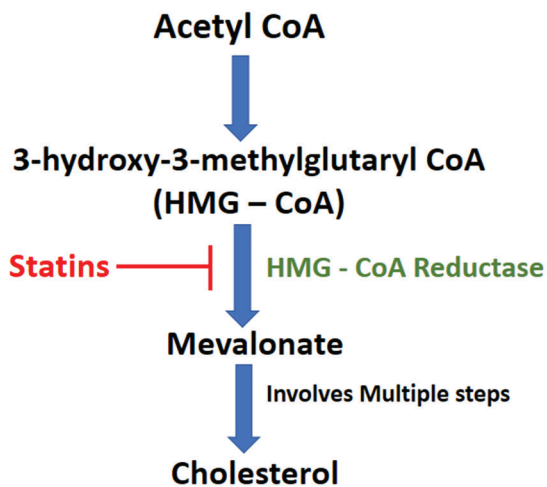 Acetyl CoA
3-hydroxy-3-methylglutaryl CoA
(HMG – CoA)
Statins
HMG - CoA Reductase
Mevalonate
Involves Multiple steps
Cholesterol